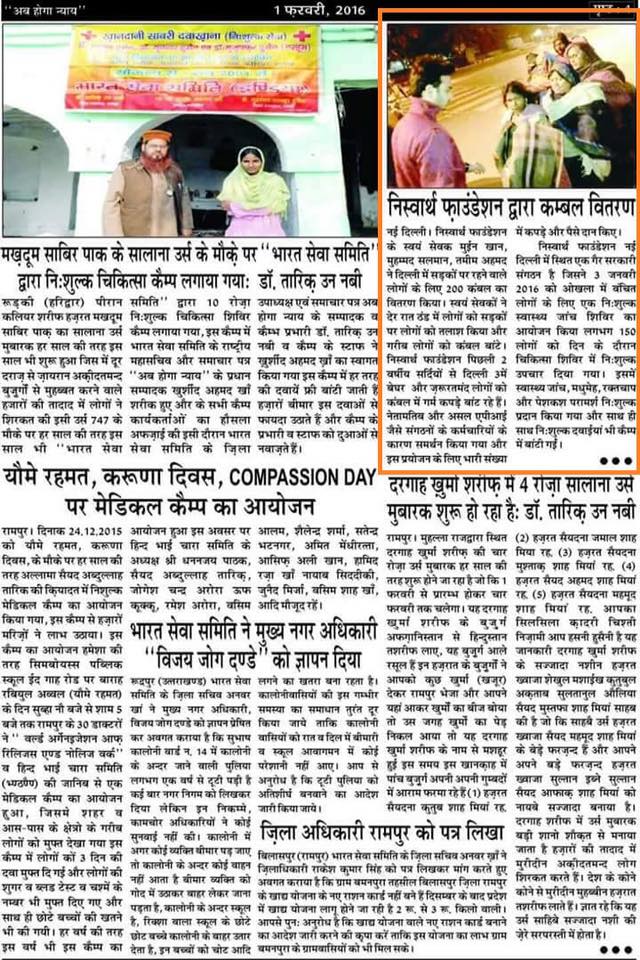 "अब होगा न्याय"
1 फरवरी, 2016
खानदानी साबरी दवाखाना (निःशुल्क सेवा)
भारत सेवा समिति (इण्डिया)
मखदूम साबिर पाक के सालाना उर्स के मौक़े पर "भारत सेवा समिति"
द्वारा नि:शुल्क चिकित्सा कैम्प लगाया गया: डॉ. तारिक़ उन नबी
रूड़की (हरिद्वार) पीरान
कलियर शरीफ़ हज़रत मखदूम
साबिर पाक का सालाना उर्स
मुबारक हर साल की तरह इस
साल भी शुरू हुआ जिस में दूर
दराज़ से ज़ायरान अक़ीदतमन्द
बुज़ुर्गों से मुहब्बत करने वाले
हजारों की तादाद में लोगों ने
शिरकत की इसी उर्स 747 के
मौक़े पर हर साल की तरह इस
साल भी "भारत सेवा
समिति" द्वारा 10 रोज़ा
नि:शुल्क चिकित्सा शिविर
कैम्प लगाया गया, इस कैम्प में
भारत सेवा समिति के राष्ट्रीय
महासचिव और समाचार पत्र
"अब होगा न्याय" के प्रधान
सम्पादक खुर्शीद अहमद खाँ
शरीक हुए और के सभी कैम्प
कार्यकर्ताओं का हौसला
अफज़ाई की इसी दौरान भारत
सेवा समिति के ज़िला
उपाध्यक्ष एवं समाचार पत्र अब
होगा न्याय के सम्पादक व
कैम्भ प्रभारी डॉ. तारिक़ उन
नबी व कैम्प के स्टाफ ने
खुर्शीद अहमद खाँ का स्वागत
किया गया इस कैम्प में हर तरह
की दवायें फ्री बांटी जाती हैं
हज़ारों बीमार इस दवाओं से
फायदा उठाते हैं और कैम्प के
प्रभारी व स्टाफ को दुआओं से
नवाज़ते हैं।
निस्वार्थ फ़ाउंडेशन द्वारा कम्बल वितरण
नई दिल्ली। निस्वार्थ फाउंडेशन
के स्वयं सेवक मुईन खान,
मुहम्मद सलमान, तमीम अहमद
ने दिल्ली में सड़कों पर रहने वाले
लोगों के लिए 200 कंबल का
वितरण किया। स्वयं सेवकों ने
देर रात ठंड में लोगों को सड़कों
पर लोगों को तलाश किया और
गरीब लोगों को कंबल बांटे।
निस्वार्थ फाउंडेशन पिछली 2
वर्षीय सर्दियों से दिल्ली 3में
बेघर और जरूरतमंद लोगों को
कंबल में गर्म कपड़े बांट रहे हैं।
नेतामतिव और असल एपीआई
जैसे संगठनों के कर्मचारियों के
कारण समर्थन किया गया और
इस प्रयोजन के लिए भारी संख्या
में कपड़े और पैसे दान किए।
निस्वार्थ फाउंडेशन नई
दिल्ली में स्थित एक गैर सरकारी
संगठन है जिसने 3 जनवरी
2016 को ओखला में वंचित
लोगों के लिए एक नि:शुल्क
स्वास्थ्य जांच शिविर का
आयोजन किया लगभग 150
लोगों को दिन के दौरान
चिकित्सा शिविर में नि:शुल्क
उपचार दिया गया। इसमें
स्वास्थ्य जांच, मधुमेह, रक्तचाप
और पेशकश परामर्श नि:शुल्क
प्रदान किया गया और साथ ही
साथ नि:शुल्क दवाईयां भी कैम्प
में बांटी गई।
यौमे रहमत, करूणा दिवस, COMPASSION DAY
पर मेडिकल कैम्प का आयोजन
रामपुर। दिनाक 24.12.2015
को यौमे रहमत, करूणा
दिवस, के मौके पर हर साल की
तरह अल्लामा सैयद अब्दुल्लाह
तारिक की क़ियादत में निशुल्क
मेडिकल कैम्प का आयोजन
किया गया, इस कैम्प से हज़ारों
मरिज़ों ने लाभ उठाया। इस
कैम्प का आयोजन हमेशा की
तरह सिमबोयस्स पब्लिक
स्कूल ईद गाह रोड पर बाराह
रबियुल अव्वल (यौमे रहमत)
के दिन सुब्हा नौ बजे से शाम 5
बजे तक रामपुर के 30 डाक्टरों
ने " वर्ल्ड अर्गेनइजेशन आफ
रिलिजस एण्ड नोलिज वर्क"
व हिन्द भाई चारा समिति
की जानिब से एक
मेडिकल कैम्प का आयोजन
हुआ, जिसमे शहर व
आस-पास के क्षेत्रो के गरीब
लोगों को मुफ्त देखा गया इस
कैम्प में लोगों कों 3 दिन की
दवा मुफ्त दि गई और लोगों की
शुगर व ब्लड टेस्ट व चश्में के
नम्बर भी मुफ्त दिए गए और
साथ ही छोटे बच्चों की खतने
भी की गयी। हर वर्ष की तरह
इस वर्ष भी इस कैम्प का
आयोजन हुआ इस अवसर पर
हिन्द भाई चारा समिति के
अध्यक्ष श्री धनन्जय पाठक,
सैयद अब्दुल्लाह तारिक़,
जोगेश चन्द्र अरोरा ऊफ
कूक्कू, रमेश अरोरा, वसिम
आलम, शैलेन्द्र शर्मा, सतेन्द्र
भटनगर, अमित मेंधीरत्ता,
आसिफ़ अली खान, हामिद
रज़ा खाँ नायाब सिददीकी,
जुनैद मिर्जा, वसिम शाह खाँ,
आदि मौजूद रहें।
भारत सेवा समिति ने मुख्य नगर अधिकारी
"विजय जोग दण्डे" को ज्ञापन दिया
रूद्रपुर (उत्तराखण्ड) भारत सेवा
समिति के ज़िला सचिव अनवर
खाँ ने मुख्य नगर अधिकारी,
विजय जोग दण्डे को ज्ञापन प्रेषित
कर अवगत कराया है कि सुभाष
कालोनी वार्ड न. 14 में कालोनी
के अन्दर जाने वाली पुलिया
लगभग एक वर्ष से टूटी पड़ी है
कई बार नगर निगम को लिखकर
दिया लेकिन इन निकम्मे,
कामचोर अधिकारियों ने कोई
सुनवाई नहीं की। कालोनी में
अगर कोई व्यक्ति बीमार पड़ जाए
तो कालोनी के अन्दर कोई वाहन
नहीं आता है बीमार व्यक्ति को
गोद में उठाकर बाहर लेकर जाना
पड़ता है, कालोनी के अन्दर स्कूल
है, रिक्शा वाला स्कूल के छोटे
छोटे बच्चे कालोनी के बाहर उतार
देता है, इन बच्चों को चोट आदि
लगने का खतरा बना रहता है।
कालोनीवासियों की इस गम्भीर
समस्या का समाधान तुरंत दूर
किया जाये ताकि कालोनी
वासियों को रात व दिल में बीमारी
व स्कूल आवागमन में कोई
परेशानी नहीं आए। आप से
अनुरोध है कि टूटी पुलिया को
अतिशीर्घ बनवाने का आदेश
जारी किया जाये।
ज़िला अधिकारी रामपुर को पत्र लिखा
बिलासपुर (रामपुर) भारत सेवा समिति के ज़िला सचिव अनवर ख़ाँ ने
ज़िलाधिकारी राकेश कुमार सिंह को पत्र लिखकर मांग करते हुए
अवगत कराया है कि ग्राम बमनपुरा तहसील बिलासपुर ज़िला रामपुर
के खाद्य योजना के नए राशन कार्ड नहीं बने हैं दिसम्बर के बाद प्रदेश
में खाद्य योजना लागू होने जा रही है 2 रू. से 3 रू. किलो वाली।
आपसे पुन: अनुरोध है कि खाद्य योजना वाले नए राशन कार्ड बनाने
का आदेश जारी करने की कृपा करें ताकि इस योजना का लाभ ग्राम
बमनपुरा के ग्रामवासियों को भी मिल सके।
दरगाह खुर्मा शरीफ़ में 4 रोज़ा सालाना उर्स
मुबारक शुरू हो रहा है: डॉ. तारिक़ उन नबी
रामपुर। मुहल्ला राजद्वारा स्थित
दरगाह खुर्मा शरीफ की चार
रोज़ा उर्स मुबारक हर साल की
तरह शुरू होने जा रहा है जो कि 1
फरवरी से प्रारम्भ होकर चार
फरवरी तक चलेगा। यह दरगाह
खुर्मा शरीफ के बुज़ुर्ग
अफगानिस्तान से हिन्दुस्तान
तशरीफ लाए, यह बुजुर्ग आले
रसूल हैं इन हज़रात के बुजुर्गों ने
आपको कुछ खुर्मा (खजूर)
देकर रामपुर भेजा और आपने
यहां आकर खुर्मा का बीज बोया
तो उस जगह खुर्मा का पेड़
निकल आया तो यह दरगाह
खुर्मा शरीफ के नाम से मशहूर
हुई इस समय इस खानकाह में
पांच बुजुर्ग अपनी अपनी गुम्बदों
में आराम फरमा रहे हैं (1) हज़रत
सैयदना कुतुब शाह मियां रह.
(2) हज़रत सैयदना जमाल शाह
मिया रह. (3) हज़रत सैयदना
मुश्ताक़ शाह मियां रह. (4)
हज़रत सैयदना अहमद शाह मियां
रह. (5) हज़रत सैयदना महमूद
शाह मियां रह. आपका
सिलसिला क़ादरी चिश्ती
निज़ामी आप हसनी हुसैनी है यह
जानकारी दरगाह खुर्मा शरीफ
के सज्जादा नशीन हज़रत
ख्वाजा शेखुल मशाईख कुतुबुल
अक्ताब सुलतानुल औलिया
सैयद मुस्तफा शाह मियां साहब
की है जो कि साहबे उर्स हज़रत
ख्वाजा सैयद महमूद शाह मियां
के बेड़े फरज़न्द हैं और आपने
अपने बड़े फरज़न्द हज़रत
ख्वाजा सुल्तान इब्ने सुल्तान
सैयद आफाक़ शाह मियां को
नायबे सज्जादा बनाया है।
दरगाह शरीफ में उर्स मुबारक
बड़ी शानो शौक़त से मनाया
जाता है हज़ारों की तादाद में
मुरीदीन अक़ीदतमन्द लोग
शिरकत करते हैं। देश के कोने
कोने से मुरीदीन मुहब्बीन हज़रात
तशरीफ लाते हैं। ज्ञात रहे कि यह
उर्स साहिबे सज्जादा नशी की
ज़ेरे सरपरस्ती में होता है।